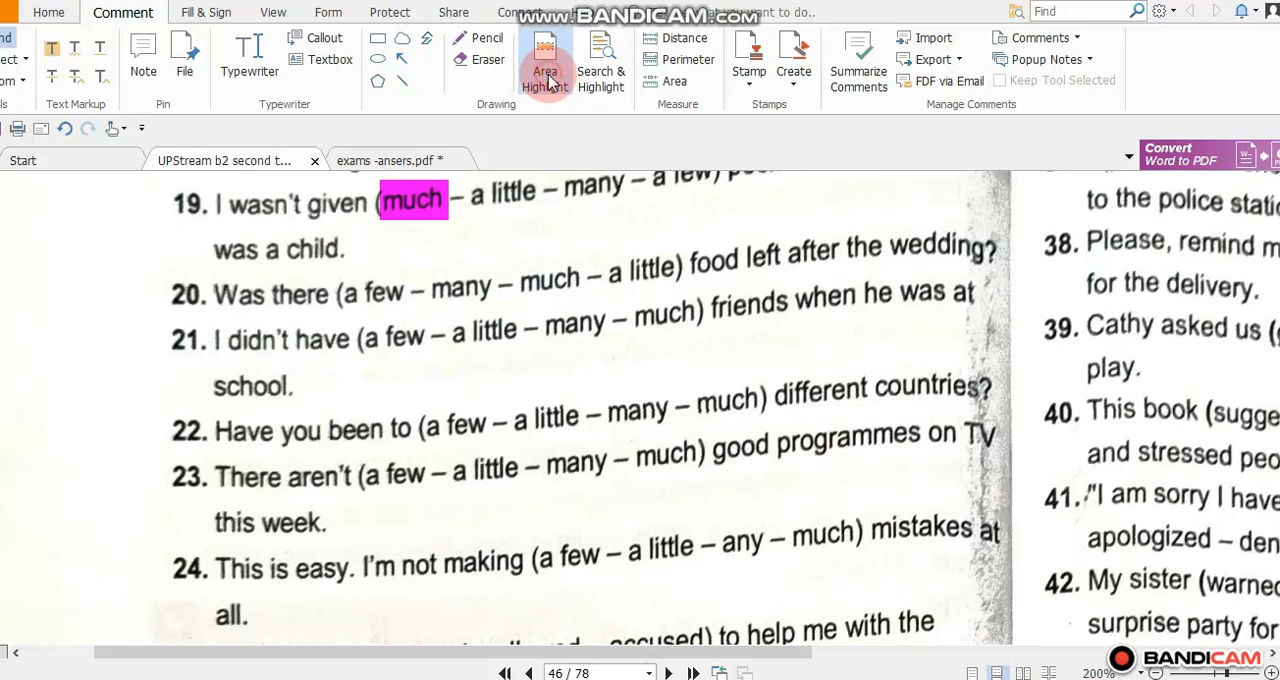 Home Comment Fill & Sign View Form Protect Share
www.BANDICAM.com
want to do.. Find
Callout Pencil Distance Import Comments
Textbox Eraser Perimeter Export Popup Notes
Note File Typewriter Area Highlight Search & Highlight Area Stamp Create Summarize Comments FDF via Email Keep Tool Selected
Text Markup Pin Typewriter Drawing Measure Stamps Manage Comments
Convert
Word to PDF
Start UPStream b2 second t... exams -ansers.pdf *
19. I wasn't given (much – a little – many – a few)
was a child.
20. Was there (a few – many – much – a little) food left after the wedding?
21. I didn't have (a few – a little – many – much) friends when he was at
school.
22. Have you been to (a few – a little – many – much) different countries?
23. There aren't (a few – a little – many – much) good programmes on TV
this week.
24. This is easy. I'm not making (a few – a little – any – much) mistakes at
all.
accused) to help me with the
to the police
38. Please, remind
for the delivery.
39. Cathy asked us
play.
40. This book
and stressed
41. "I am sorry I have
apologized –
42. My sister
surprise party for
46 / 78
200%
BANDICAM